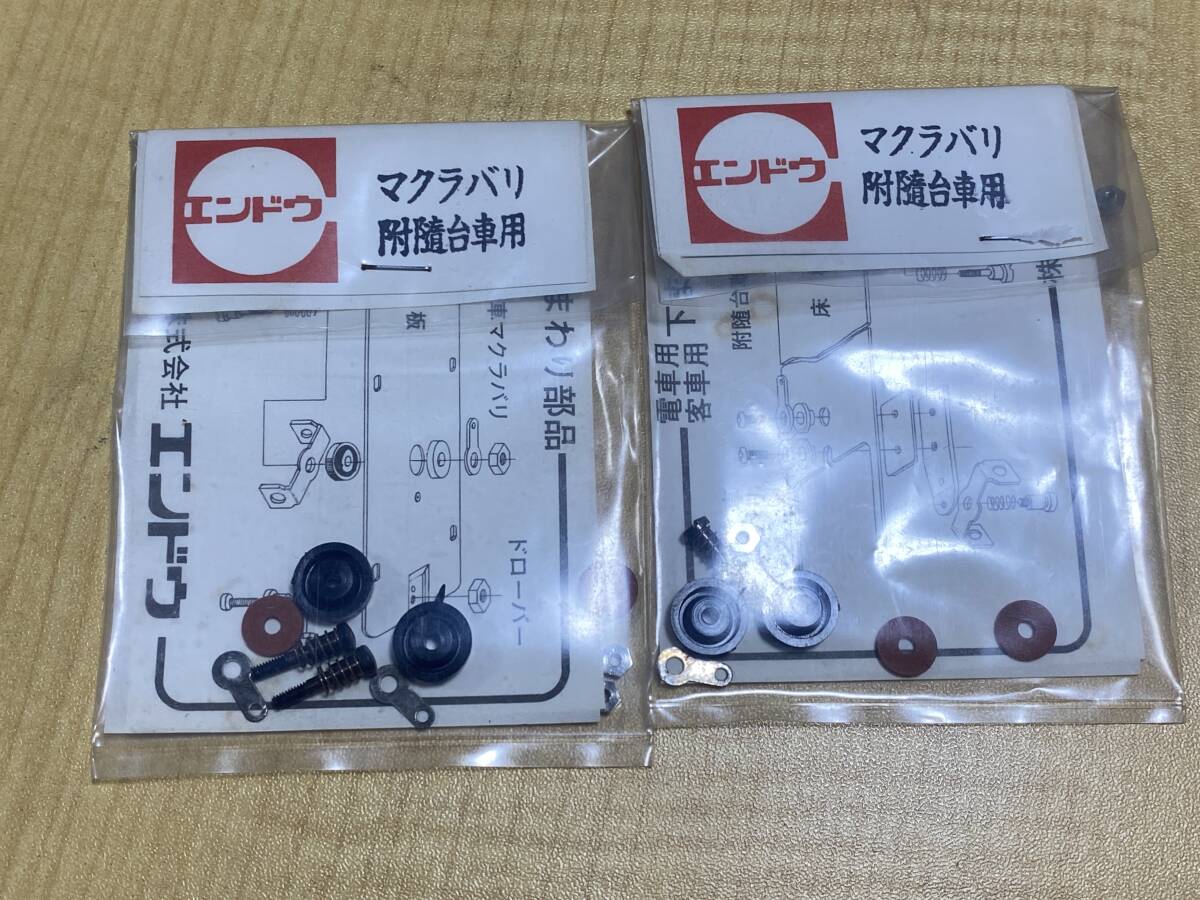 エンドウ
マクラバリ
附随台車用
まわり部品
車マクラバリ
板
ドローバー
式会社 エンドウ
エンドウ
マクラバリ
附随台車用
株
床
附随台
電車用 下
客車用